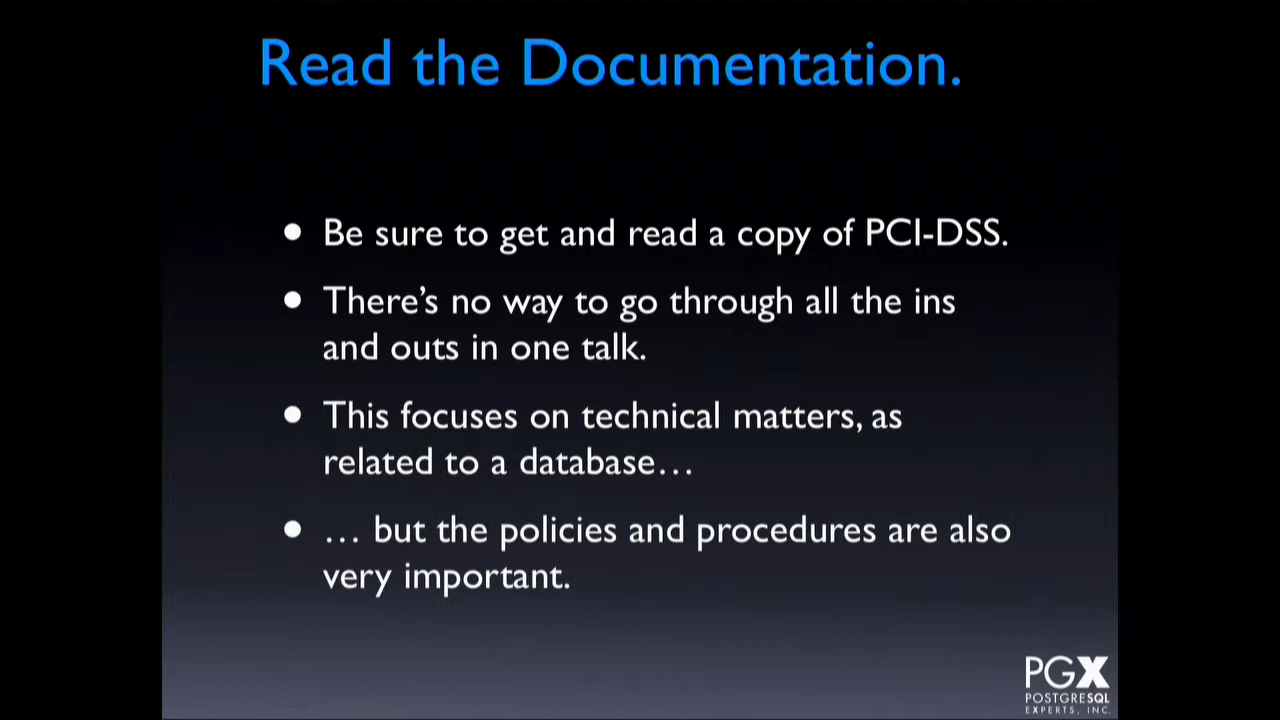 Read the Documentation.
• Be sure to get and read a copy of PCI-DSS.
• There’s no way to go through all the ins
and outs in one talk.
• This focuses on technical matters, as
related to a database…
• … but the policies and procedures are also
very important.
PGX
POSTGRESQL
EXPERTS, INC.